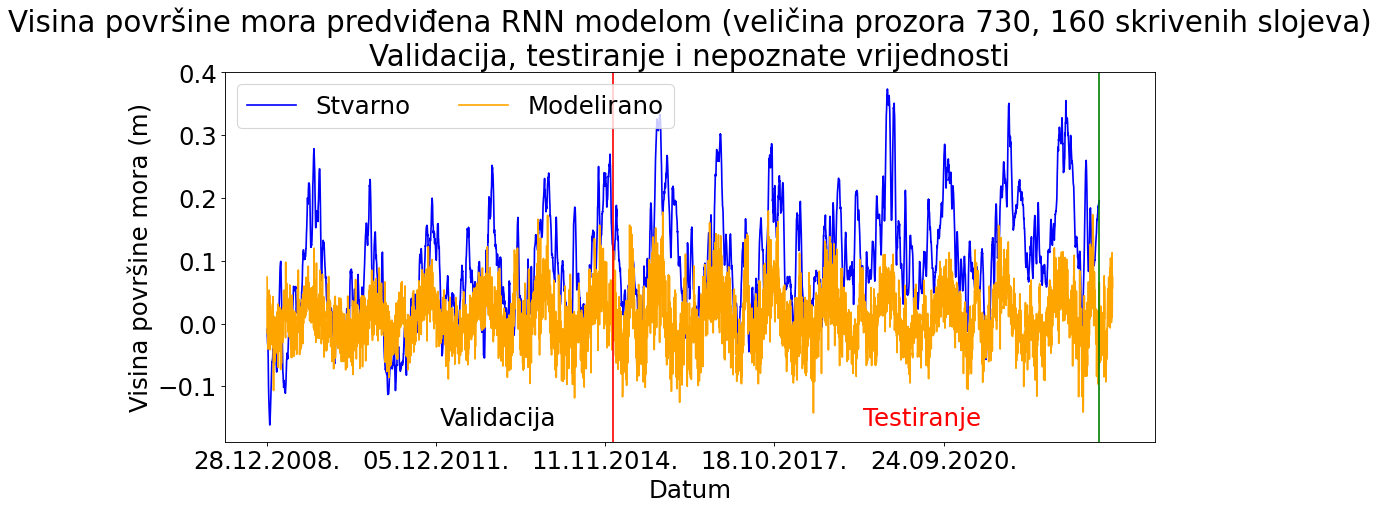 Visina površine mora predviđena RNN modelom (veličina prozora 730, 160 skrivenih slojeva)
Validacija, testiranje i nepoznate vrijednosti
Visina površine mora (m)
0.4
0.3
0.2
0.1
0.0
−0.1
Stvarno Modelirano
Validacija Testiranje
28.12.2008. 05.12.2011. 11.11.2014. 18.10.2017. 24.09.2020.
Datum